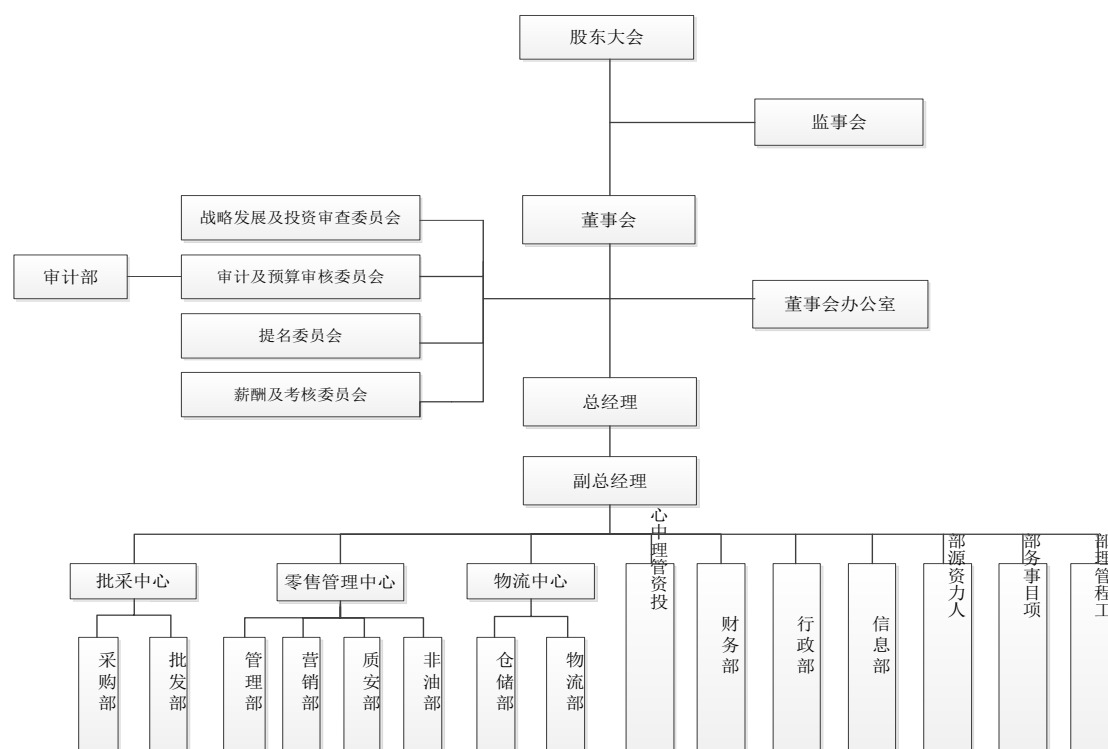 股东大会
监事会
董事会
战略发展及投资审查委员会
审计部
审计及预算审核委员会
董事会办公室
提名委员会
薪酬及考核委员会
总经理
副总经理
批采中心
零售管理中心
物流中心
心中理管资投
财务部
行政部
信息部
部源资力人
部务事目项
部理管程工
采购部
批发部
管理部
营销部
质安部
非油部
仓储部
物流部